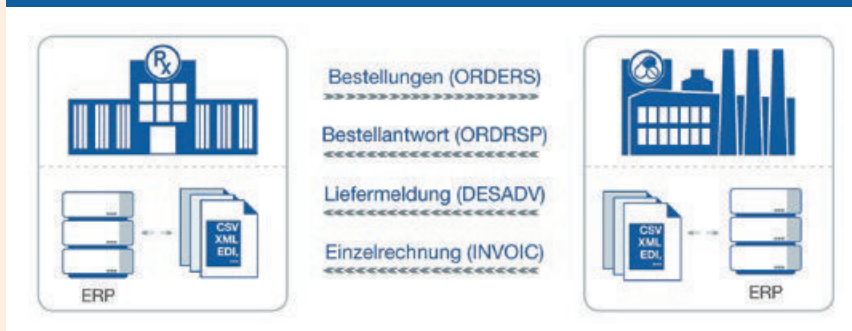 Rx
Bestellungen (ORDERS)
Bestellantwort (ORDRSP)
Liefermeldung (DESADV)
Einzelrechnung (INVOIC)
CSV
XML
EDI,
...
ERP
CSV
XML
EDI,
...
ERP